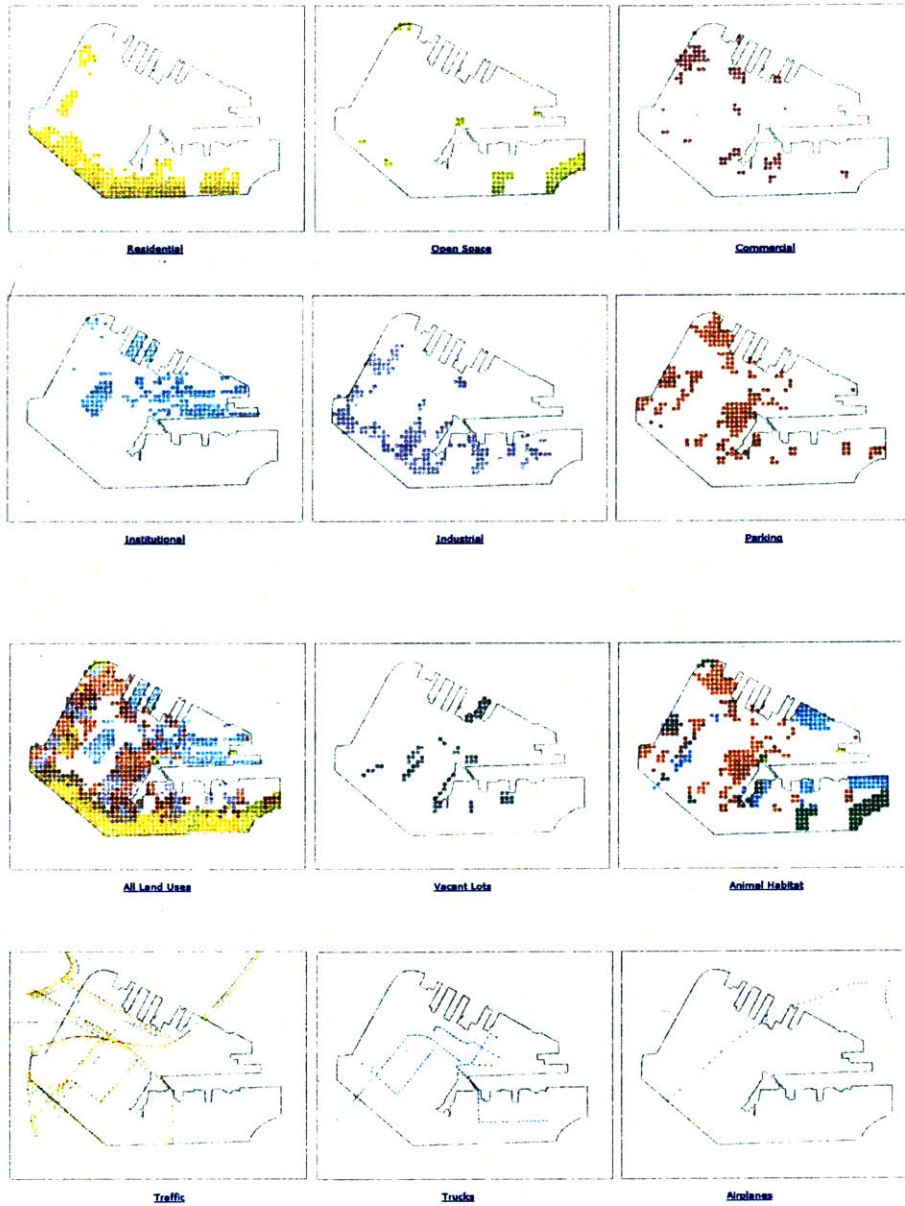 Residential
Open Space
Commercial
Institutional
Industrial
Parking
All Land Uses
Vacant Lots
Animal Habitat
Traffic
Trucks
Airplanes